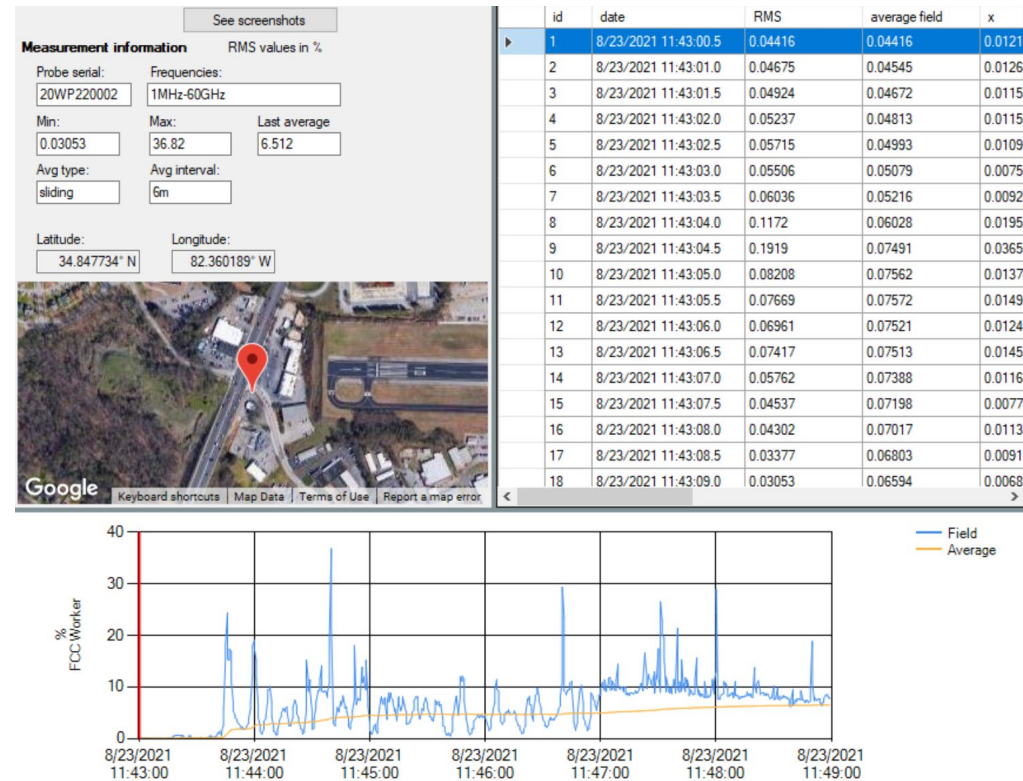 See screenshots
Measurement information RMS values in %
Probe serial: Frequencies:
20WP220002 1MHz-60GHz
Min: Max: Last average
0.03053 36.82 6.512
Avg type: Avg interval:
sliding 6m
Latitude: Longitude:
34.847734° N 82.360189° W
Google Keyboard shortcuts Map Data Terms of Use Report a map error
id date RMS average field x
1 8/23/2021 11:43:00.5 0.04416 0.04416 0.0121
2 8/23/2021 11:43:01.0 0.04675 0.04545 0.0126
3 8/23/2021 11:43:01.5 0.04924 0.04672 0.0115
4 8/23/2021 11:43:02.0 0.05237 0.04813 0.0115
5 8/23/2021 11:43:02.5 0.05715 0.04993 0.0109
6 8/23/2021 11:43:03.0 0.05506 0.05079 0.0075
7 8/23/2021 11:43:03.5 0.06036 0.05216 0.0092
8 8/23/2021 11:43:04.0 0.1172 0.06028 0.0195
9 8/23/2021 11:43:04.5 0.1919 0.07491 0.0365
10 8/23/2021 11:43:05.0 0.08208 0.07562 0.0137
11 8/23/2021 11:43:05.5 0.07669 0.07572 0.0149
12 8/23/2021 11:43:06.0 0.06961 0.07521 0.0124
13 8/23/2021 11:43:06.5 0.07417 0.07513 0.0145
14 8/23/2021 11:43:07.0 0.05762 0.07388 0.0116
15 8/23/2021 11:43:07.5 0.04537 0.07198 0.0077
16 8/23/2021 11:43:08.0 0.04302 0.07017 0.0113
17 8/23/2021 11:43:08.5 0.03377 0.06803 0.0091
18 8/23/2021 11:43:09.0 0.03053 0.06594 0.0068
40
30
20
10
0
%
FCC Worker
8/23/2021 8/23/2021 8/23/2021 8/23/2021 8/23/2021 8/23/2021 8/23/2021
11:43:00 11:44:00 11:45:00 11:46:00 11:47:00 11:48:00 11:49:00
Field
Average